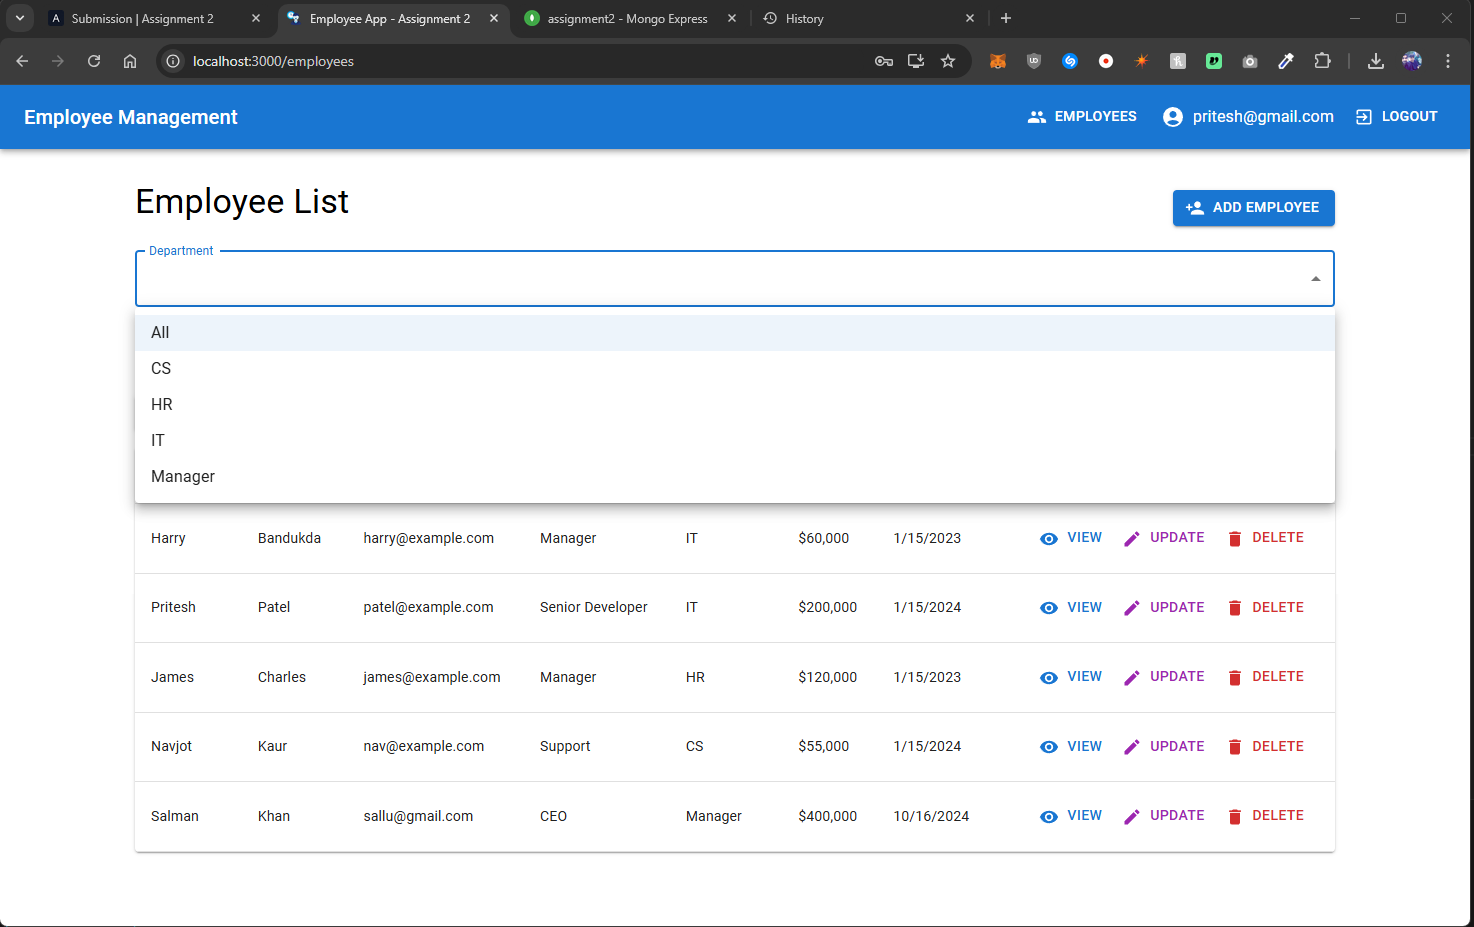 Submission | Assignment 2
Employee App - Assignment 2
assignment2 - Mongo Express
History
localhost:3000/employees
Employee Management
EMPLOYEES
pritesh@gmail.com
LOGOUT
Employee List
ADD EMPLOYEE
Department
All
CS
HR
IT
Manager
Harry Bandukda harry@example.com Manager IT $60,000 1/15/2023 VIEW UPDATE DELETE
Pritesh Patel patel@example.com Senior Developer IT $200,000 1/15/2024 VIEW UPDATE DELETE
James Charles james@example.com Manager HR $120,000 1/15/2023 VIEW UPDATE DELETE
Navjot Kaur nav@example.com Support CS $55,000 1/15/2024 VIEW UPDATE DELETE
Salman Khan sallu@gmail.com CEO Manager $400,000 10/16/2024 VIEW UPDATE DELETE